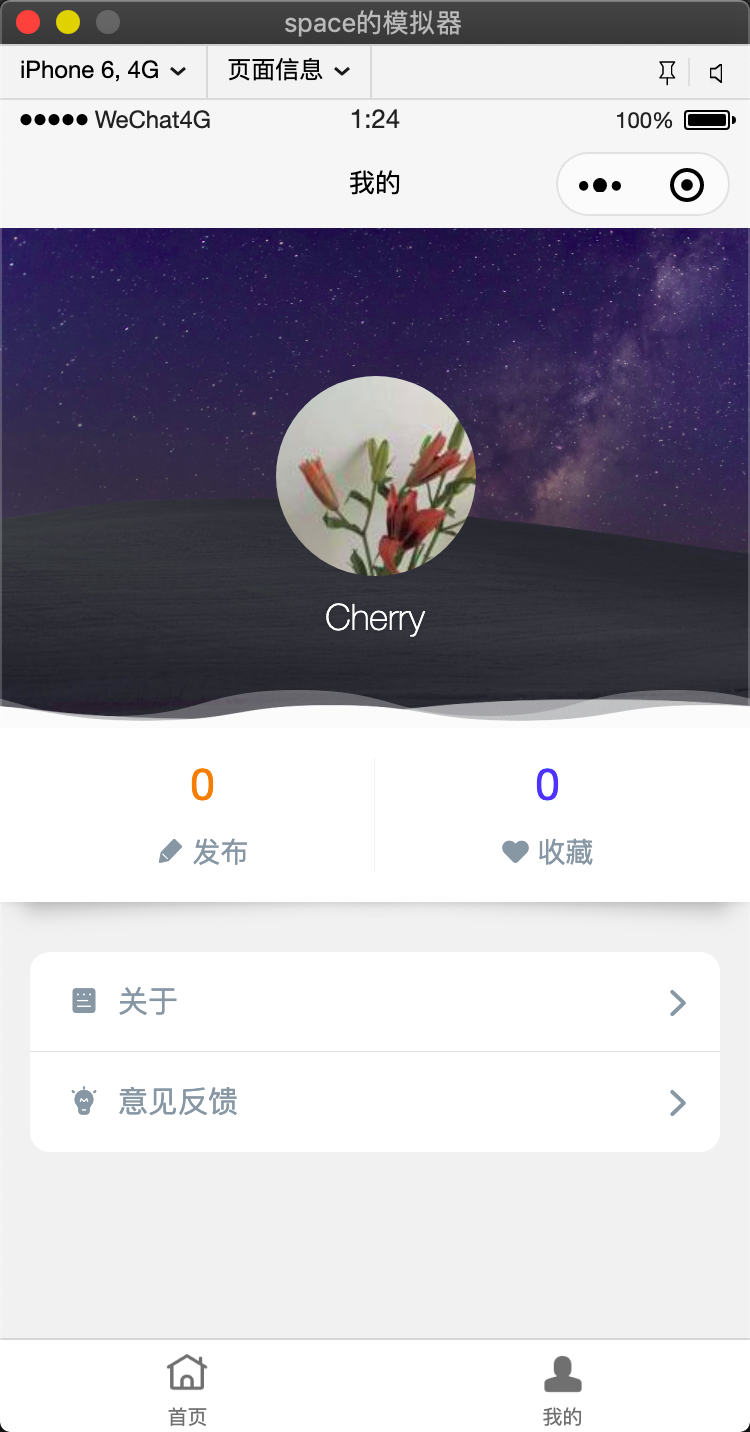 space的模拟器
iPhone 6, 4G 页面信息
WeChat4G 1:24 100%
我的
Cherry
0 0
发布 收藏
关于
意见反馈
首页 我的